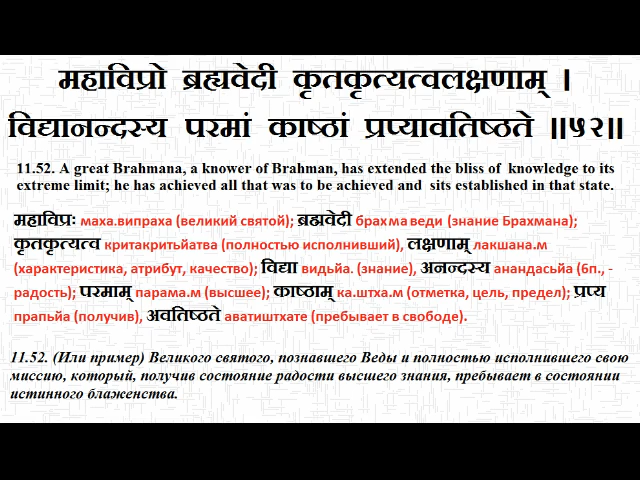 महाविप्रो ब्रह्मवेदी कृतकृत्यत्वलक्षणाम् ।
विद्यानन्दस्य परमां काष्ठां प्रप्यावतिष्ठते ॥५२॥
11.52. A great Brahmana, a knower of Brahman, has extended the bliss of knowledge to its
extreme limit; he has achieved all that was to be achieved and sits established in that state.
महाविप्रः маха.випраха (великий святой); ब्रह्मवेदी брахма веди (знание Брахмана);
कृतकृत्यत्व критакритьйатва (полностью исполнивший), लक्षणाम् лакшана.м
(характеристика, атрибут, качество); विद्या видьйа. (знание), अनन्दस्य анандасьйа (6п., -
радость); परमाम् парама.м (высшее); काष्ठाम् ка.штха.м (отметка, цель, предел); प्रप्य
прапьйа (получив), अवतिष्ठते аватиштхате (пребывает в свободе).
11.52. (Или пример) Великого святого, познавшего Веды и полностью исполнившего свою
миссию, который, получив состояние радости высшего знания, пребывает в состоянии
истинного блаженства.